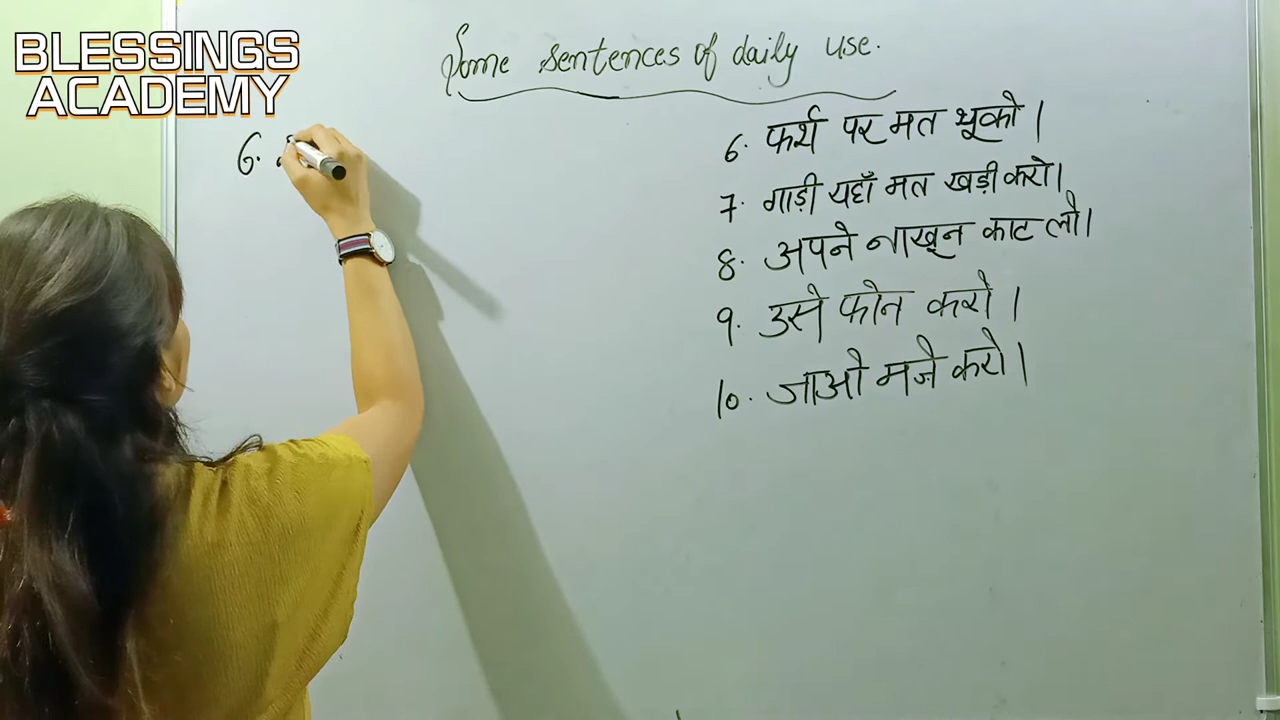 BLESSINGS
ACADEMY
Some sentences of daily use.
6.
6. फर्श पर मत थूको।
7. गाड़ी यहाँ मत खड़ी करो।
8. अपने नाखून काट लो।
9. उसे फोन करो।
10. जाओ मजे करो।